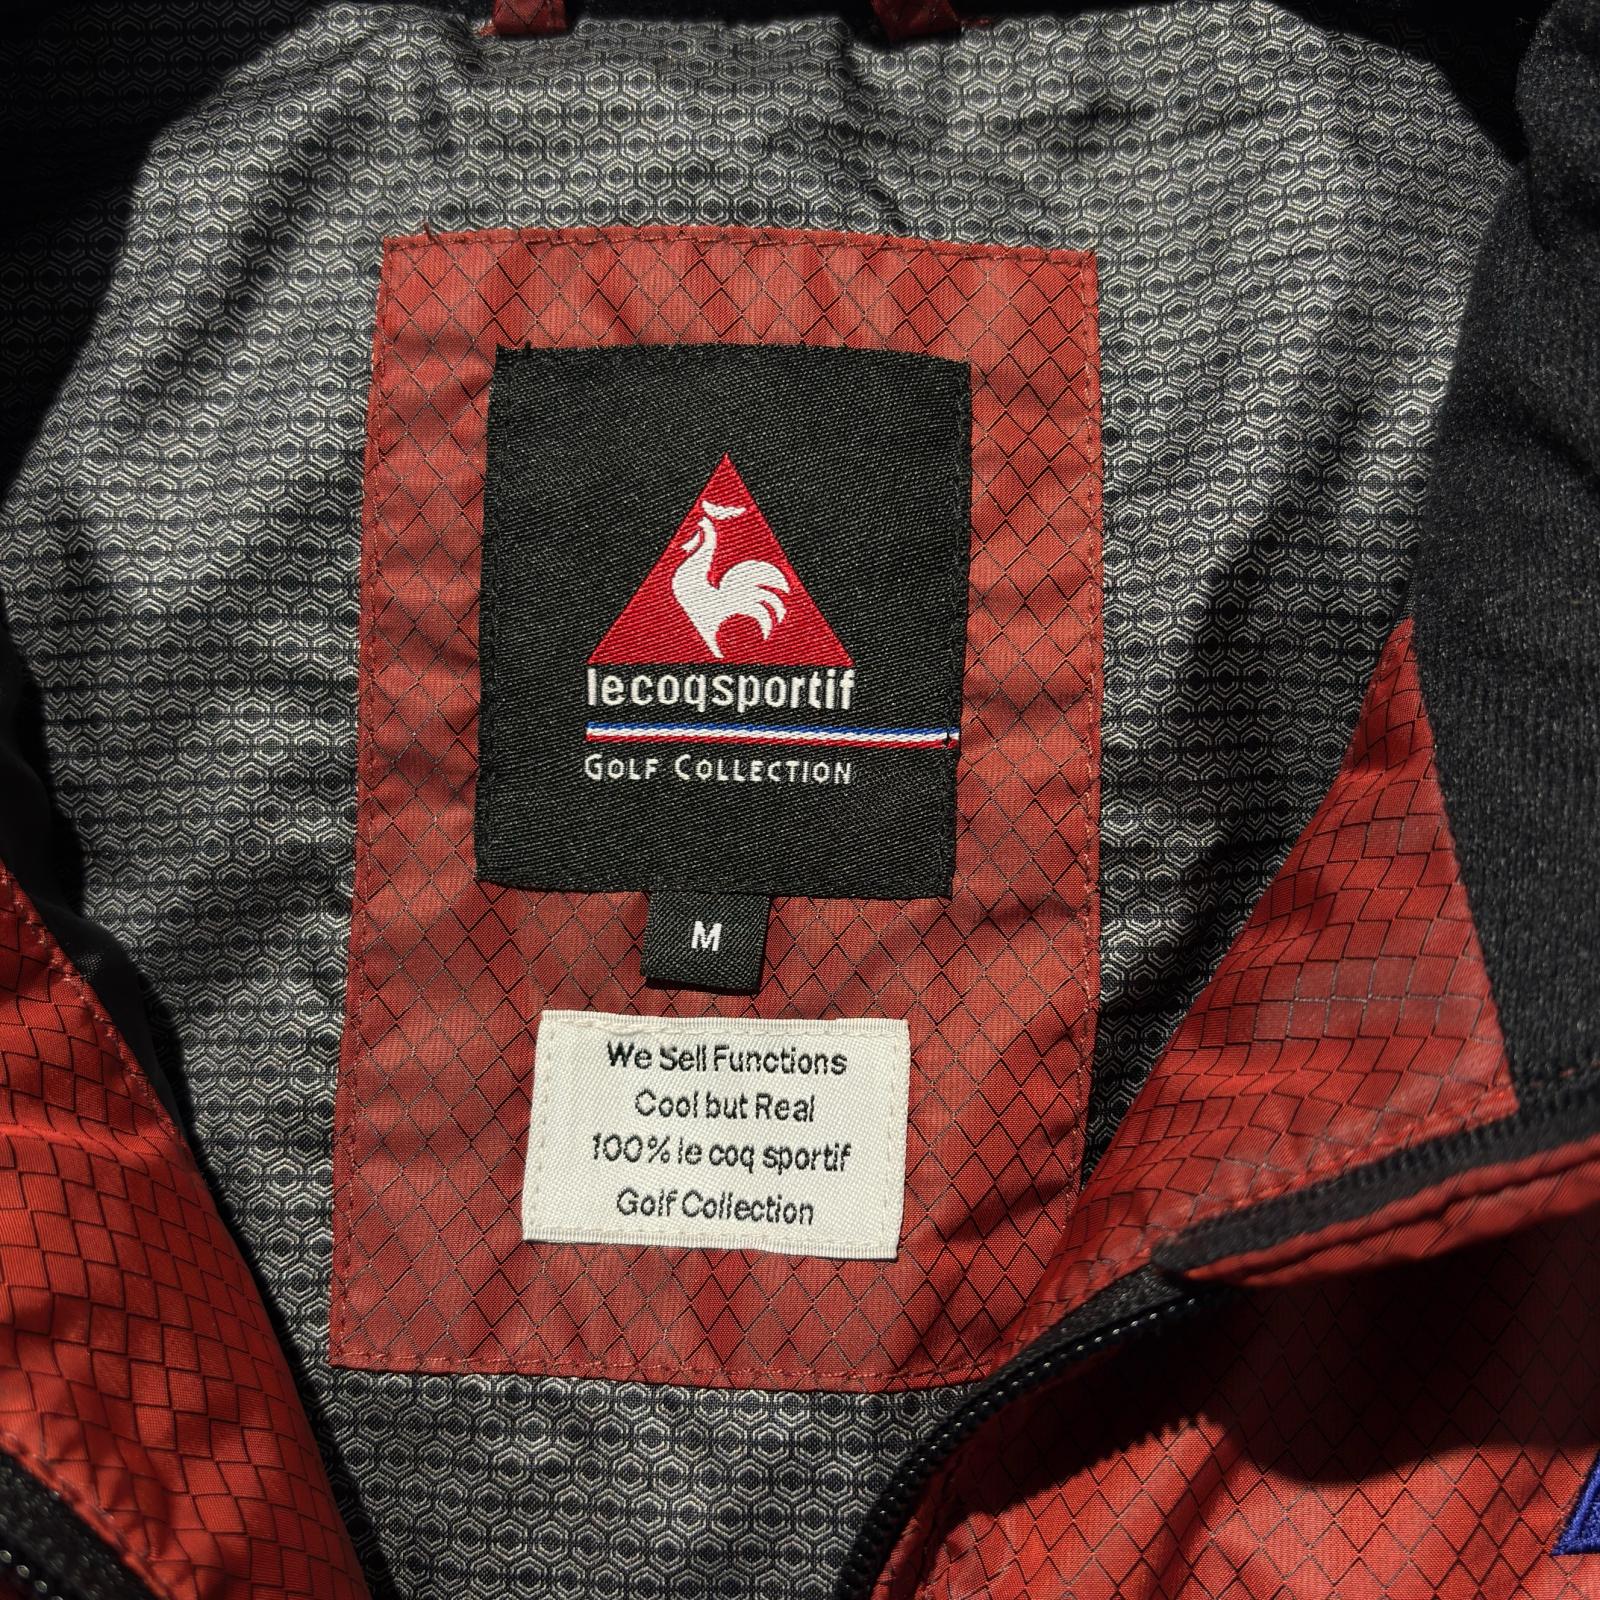 lecoqsportif
GOLF COLLECTION
M
We Sell Functions
Cool but Real
100% le coq sportif
Golf Collection